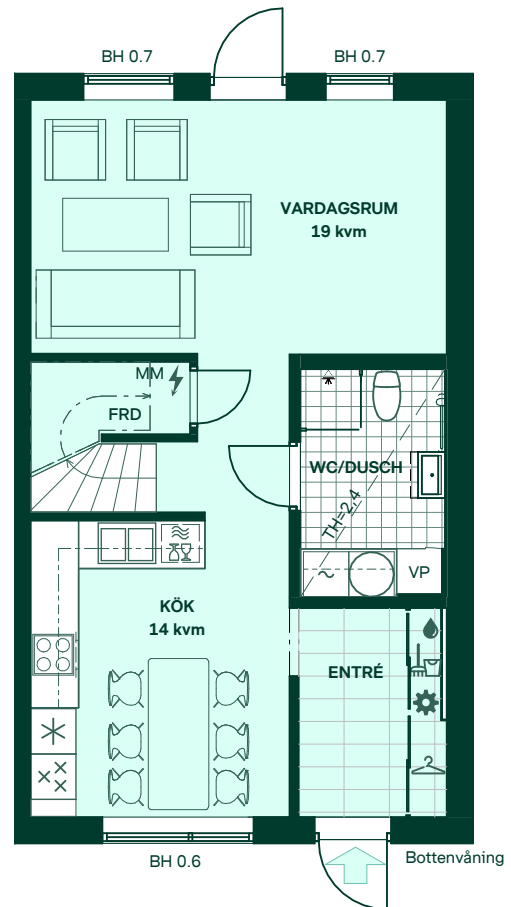 BH 0.7
BH 0.7
VARDAGSRUM
19 kvm
MM
FRD
WC/DUSCH
TH=2,4
VP
KÖK
14 kvm
ENTRÉ
BH 0.6
Bottenvåning